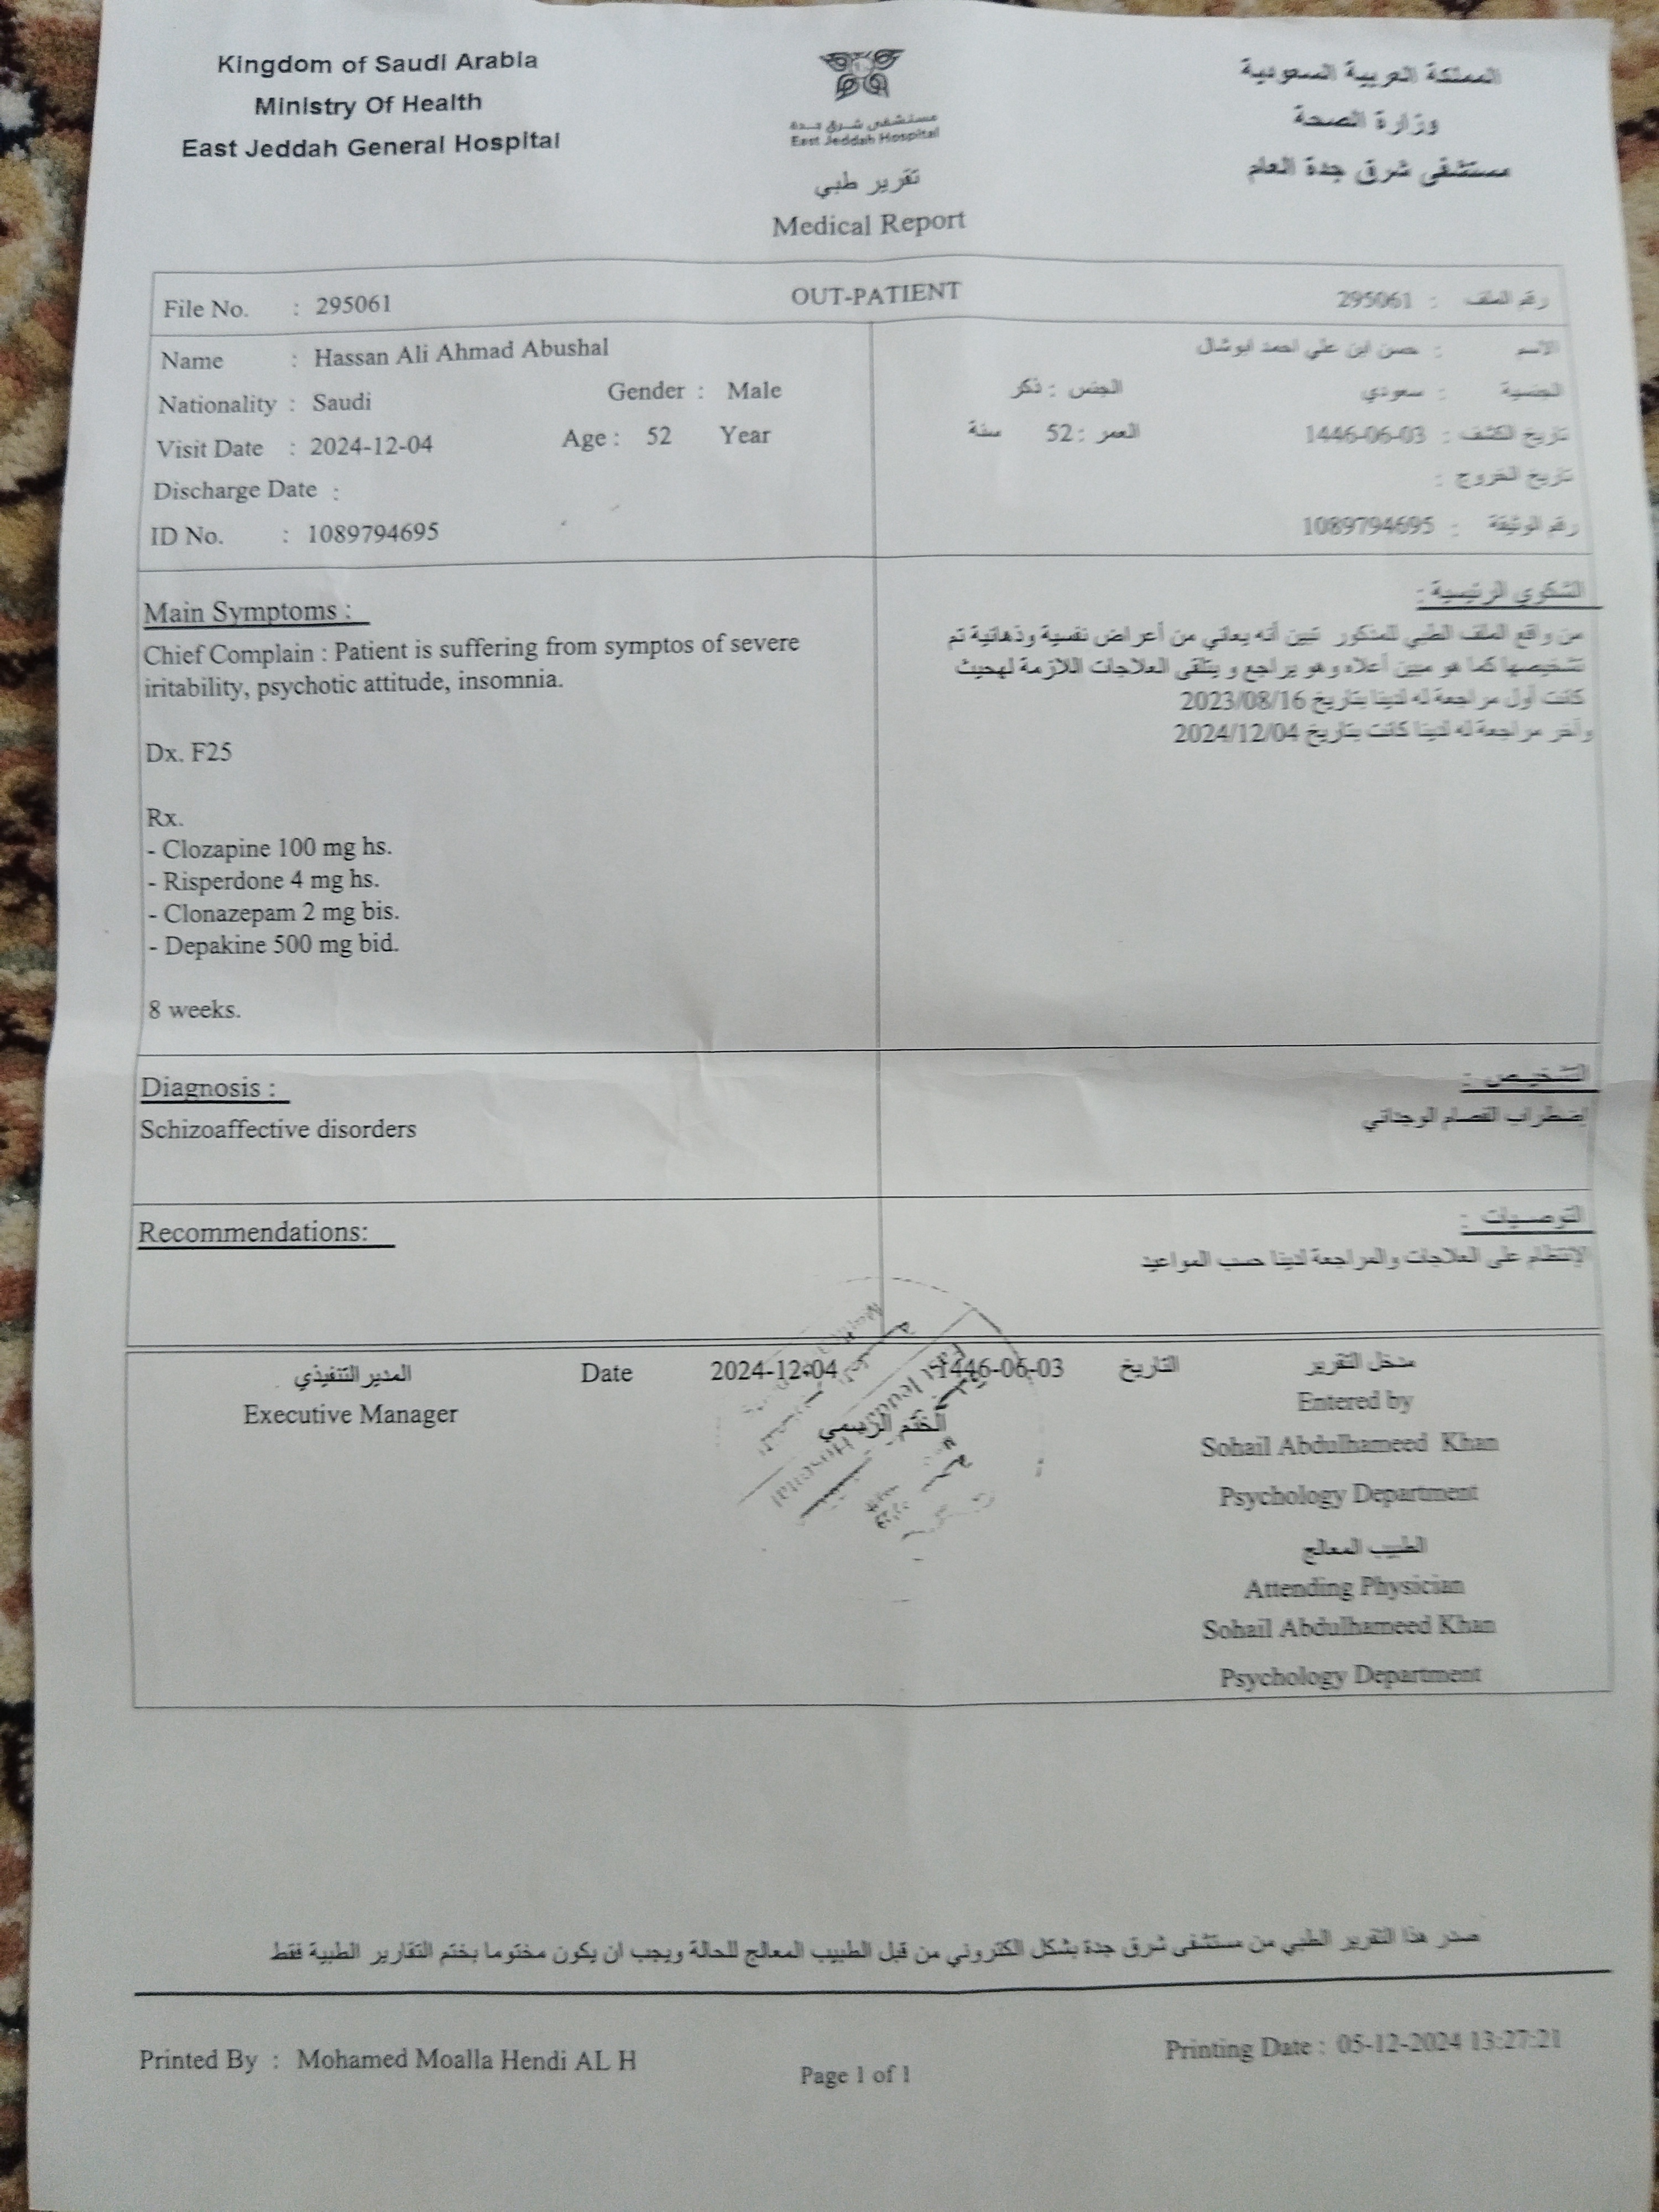 Kingdom of Saudi Arabia
Ministry Of Health
East Jeddah General Hospital
مستشفى شرق جدة
East Jeddah Hospital
تقرير طبي
Medical Report
المملكة العربية السعودية
وزارة الصحة
مستشفى شرق جدة العام
File No. : 295061 OUT-PATIENT رقم الملف : 295061
Name : Hassan Ali Ahmad Abushal
Nationality : Saudi Gender : Male
Visit Date : 2024-12-04 Age : 52 Year
Discharge Date :
ID No. : 1089794695
الاسم : حسن ابن علي احمد ابوشال
الجنسية : سعودي الجنس : ذكر
تاريخ الكشف : 1446-06-03 العمر : 52 سنة
تاريخ الخروج :
رقم الوثيقة : 1089794695
Main Symptoms :
Chief Complain : Patient is suffering from symptos of severe
iritability, psychotic attitude, insomnia.
Dx. F25
Rx.
- Clozapine 100 mg hs.
- Risperdone 4 mg hs.
- Clonazepam 2 mg bis.
- Depakine 500 mg bid.
8 weeks.
الشكوي الرئيسية :
من واقع الملف الطبي للمذكور تبين أنه يعاني من أعراض نفسية وذهانية تم
تشخيصها كما هو مبين أعلاه وهو يراجع و يتلقى العلاجات اللازمة لهحيث
كانت أول مراجعة له لدينا بتاريخ 2023/08/16
وأخر مراجعة له لدينا كانت بتاريخ 2024/12/04
Diagnosis :
Schizoaffective disorders
التشخيـص :
إضطراب الفصام الوجداني
Recommendations:
التوصـيات :
الإنتظام على العلاجات والمراجعة لدينا حسب المواعيد
المدير التنفيذي
Executive Manager
Date 2024-12-04 1446-06-03 التاريخ
الختم الرسمي
مدخل التقرير
Entered by
Sohail Abdulhameed Khan
Psychology Department
الطبيب المعالج
Attending Physician
Sohail Abdulhameed Khan
Psychology Department
صدر هذا التقرير الطبي من مستشفى شرق جدة بشكل الكتروني من قبل الطبيب المعالج للحالة ويجب ان يكون مختوما بختم التقارير الطبية فقط
Printed By : Mohamed Moalla Hendi AL H
Page 1 of 1
Printing Date : 05-12-2024 13:27:21